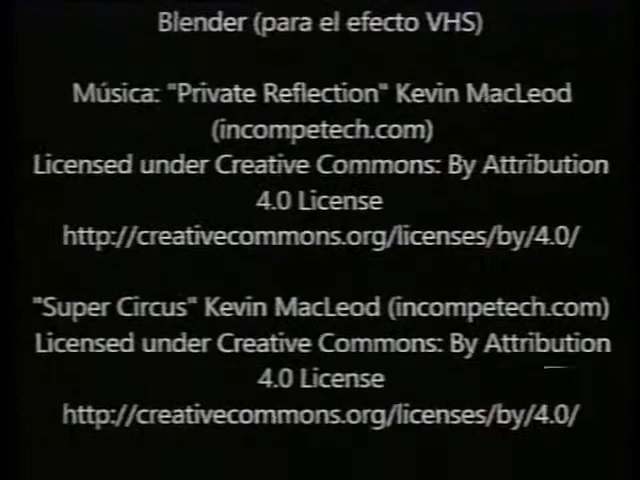 Blender (para el efecto VHS)
Música: "Private Reflection" Kevin MacLeod
(incompetech.com)
Licensed under Creative Commons: By Attribution
4.0 License
http://creativecommons.org/licenses/by/4.0/
"Super Circus" Kevin MacLeod (incompetech.com)
Licensed under Creative Commons: By Attribution
4.0 License
http://creativecommons.org/licenses/by/4.0/